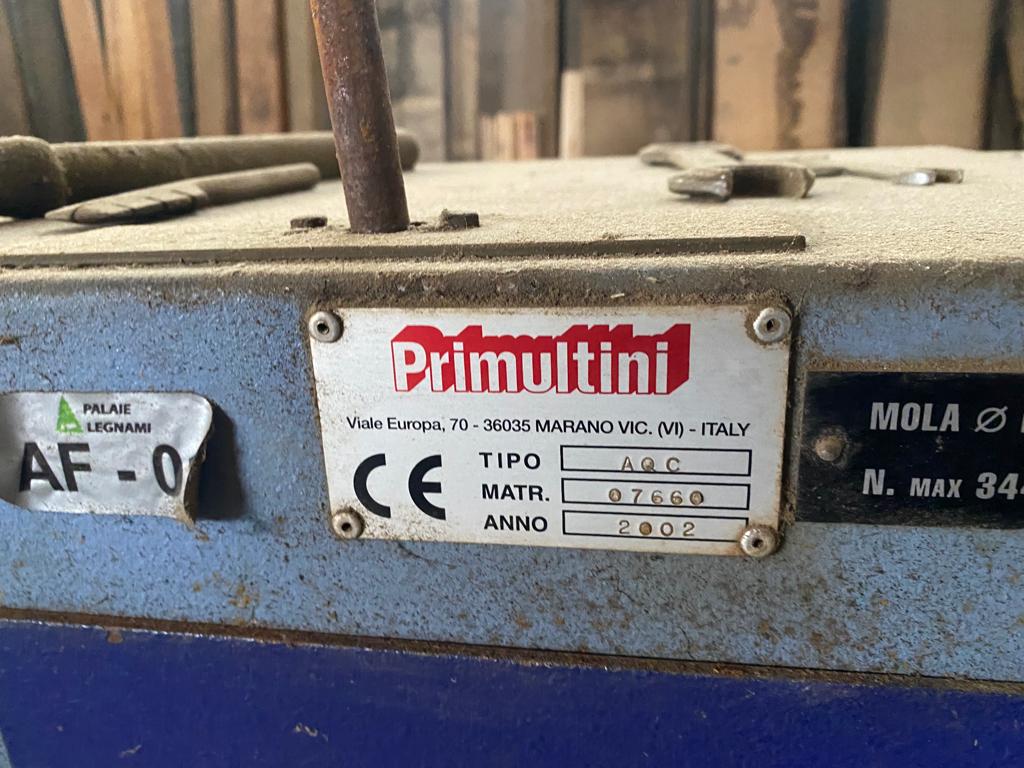 Primultini
Viale Europa, 70 - 36035 MARANO VIC. (VI) - ITALY
CE
TIPO AQC
MATR. 07660
ANNO 2002
PALAIE
LEGNAMI
AF - 0
MOLA Ø
N. MAX 34